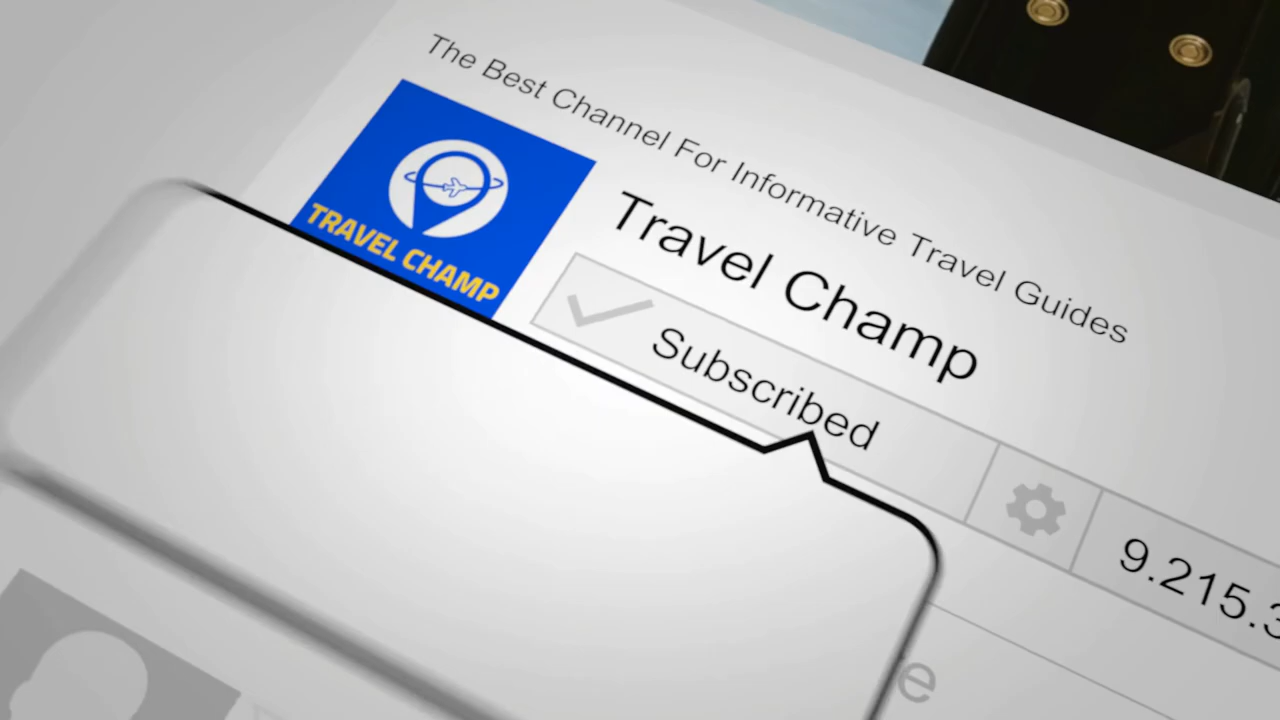 The Best Channel For Informative Travel Guides
TRAVEL CHAMP
Travel Champ
Subscribed
9.215.3
e